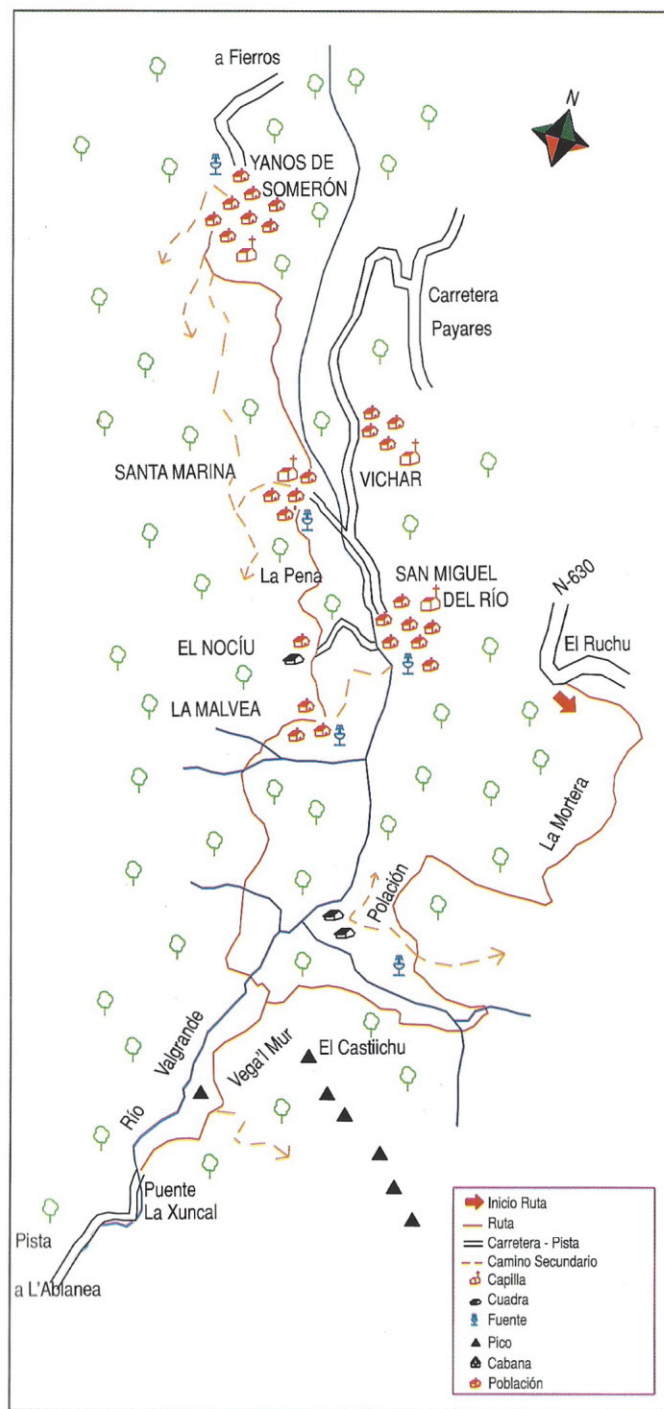 a Fierros
N
YANOS DE
SOMERÓN
Carretera
Payares
SANTA MARINA
VICHAR
La Pena
SAN MIGUEL
DEL RÍO
N-630
El Ruchu
EL NOCÍU
LA MALVEA
La Mortera
Polación
Río
Valgrande
Vega'l Mur
El Castiichu
Puente
La Xuncal
Pista
a L'Ablanea
Inicio Ruta
Ruta
Carretera - Pista
Camino Secundario
Capilla
Cuadra
Fuente
Pico
Cabana
Población